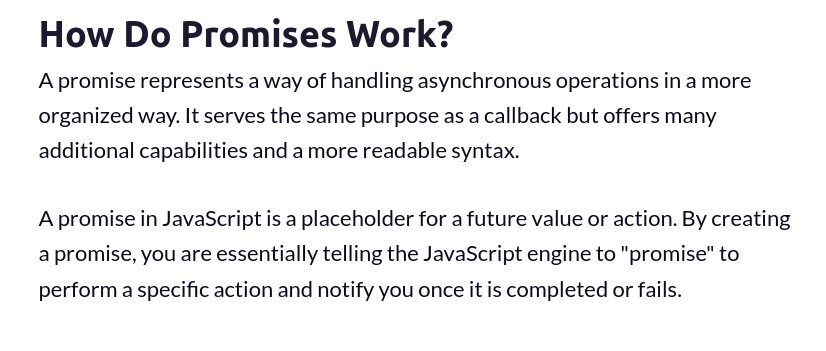 How Do Promises Work?
A promise represents a way of handling asynchronous operations in a more
organized way. It serves the same purpose as a callback but offers many
additional capabilities and a more readable syntax.
A promise in JavaScript is a placeholder for a future value or action. By creating
a promise, you are essentially telling the JavaScript engine to "promise" to
perform a specific action and notify you once it is completed or fails.